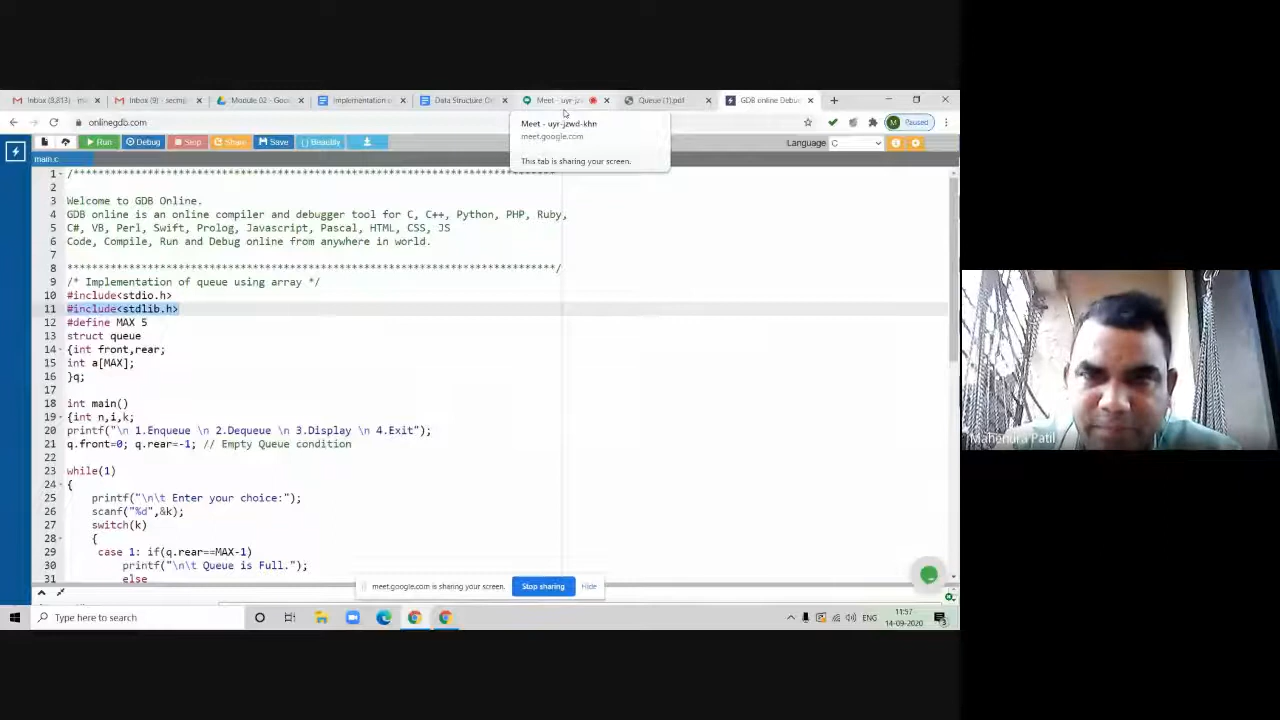 Inbox (8,813) - m
Inbox (9) - secm
Module 02 - Goo
Implementation o
Data Structure On
Meet - uyr-jz
Queue (1).pdf
GDB online Debu
onlinegdb.com
Paused
Meet - uyr-jzwd-khn
meet.google.com
This tab is sharing your screen.
Run
Debug
Stop
Share
Save
{} Beautify
Language C
main.c
1 /******************************************************************************
2
3 Welcome to GDB Online.
4 GDB online is an online compiler and debugger tool for C, C++, Python, PHP, Ruby,
5 C#, VB, Perl, Swift, Prolog, Javascript, Pascal, HTML, CSS, JS
6 Code, Compile, Run and Debug online from anywhere in world.
7
8 *******************************************************************************/
9 /* Implementation of queue using array */
10 #include<stdio.h>
11 #include<stdlib.h>
12 #define MAX 5
13 struct queue
14 {int front,rear;
15 int a[MAX];
16 }q;
17
18 int main()
19 {int n,i,k;
20 printf("\n 1.Enqueue \n 2.Dequeue \n 3.Display \n 4.Exit");
21 q.front=0; q.rear=-1; // Empty Queue condition
22
23 while(1)
24 {
25 printf("\n\t Enter your choice:");
26 scanf("%d",&k);
27 switch(k)
28 {
29 case 1: if(q.rear==MAX-1)
30 printf("\n\t Queue is Full.");
31 else
meet.google.com is sharing your screen.
Stop sharing
Hide
Type here to search
ENG
11:57
14-09-2020
Mahendra Patil